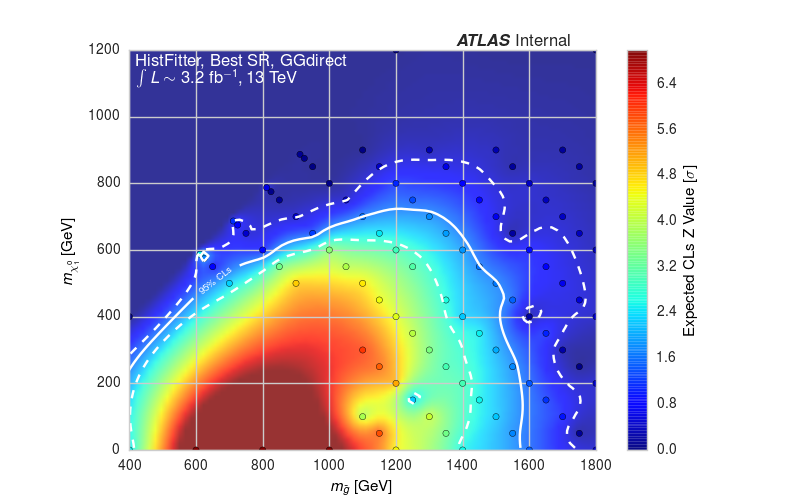 ATLAS Internal
HistFitter, Best SR, GGdirect
∫ L ∼ 3.2 fb⁻¹, 13 TeV
1200
1000
800
600
400
200
0
400 600 800 1000 1200 1400 1600 1800
m_g̃ [GeV]
m_χ̃₁⁰ [GeV]
95% CLs
6.4
5.6
4.8
4.0
3.2
2.4
1.6
0.8
0.0
Expected CLs Z Value [σ]